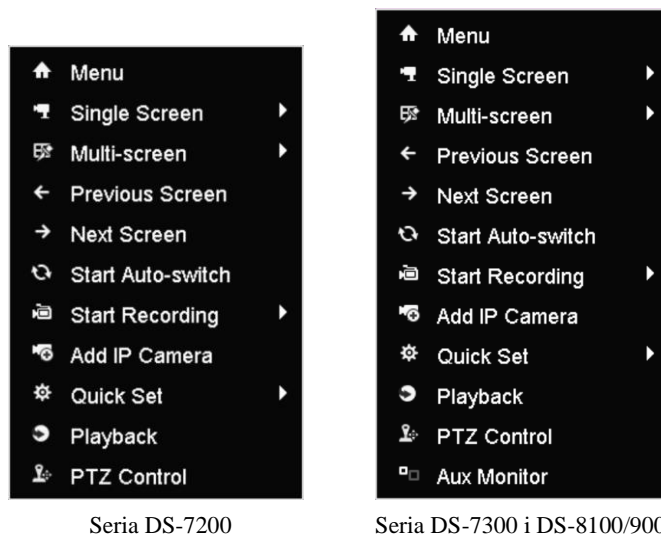 Menu
Single Screen
Multi-screen
Previous Screen
Next Screen
Start Auto-switch
Start Recording
Add IP Camera
Quick Set
Playback
PTZ Control
Seria DS-7200
Menu
Single Screen
Multi-screen
Previous Screen
Next Screen
Start Auto-switch
Start Recording
Add IP Camera
Quick Set
Playback
PTZ Control
Aux Monitor
Seria DS-7300 i DS-8100/900